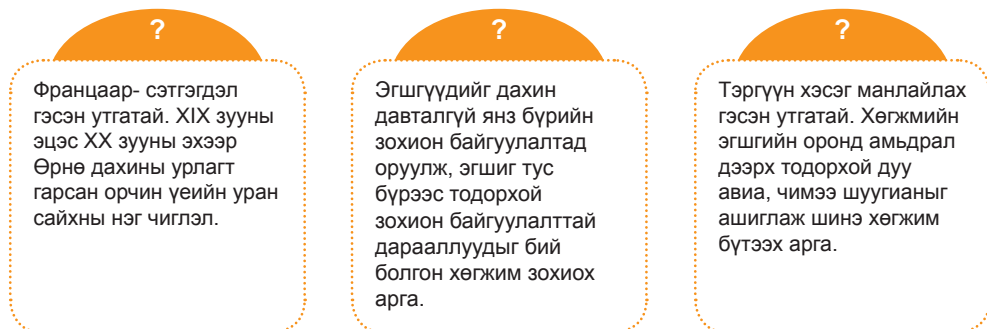 ?
Францаар- сэтгэгдэл
гэсэн утгатай. XIX зууны
эцэс XX зууны эхээр
Өрнө дахины урлагт
гарсан орчин үеийн уран
сайхны нэг чиглэл.
?
Эгшгүүдийг дахин
давталгүй янз бүрийн
зохион байгуулалтад
оруулж, эгшиг тус
бүрээс тодорхой
зохион байгуулалттай
дарааллуудыг бий
болгон хөгжим зохиох
арга.
?
Тэргүүн хэсэг манлайлах
гэсэн утгатай. Хөгжмийн
эгшгийн оронд амьдрал
дээрх тодорхой дуу
авиа, чимээ шуугианыг
ашиглаж шинэ хөгжим
бүтээх арга.